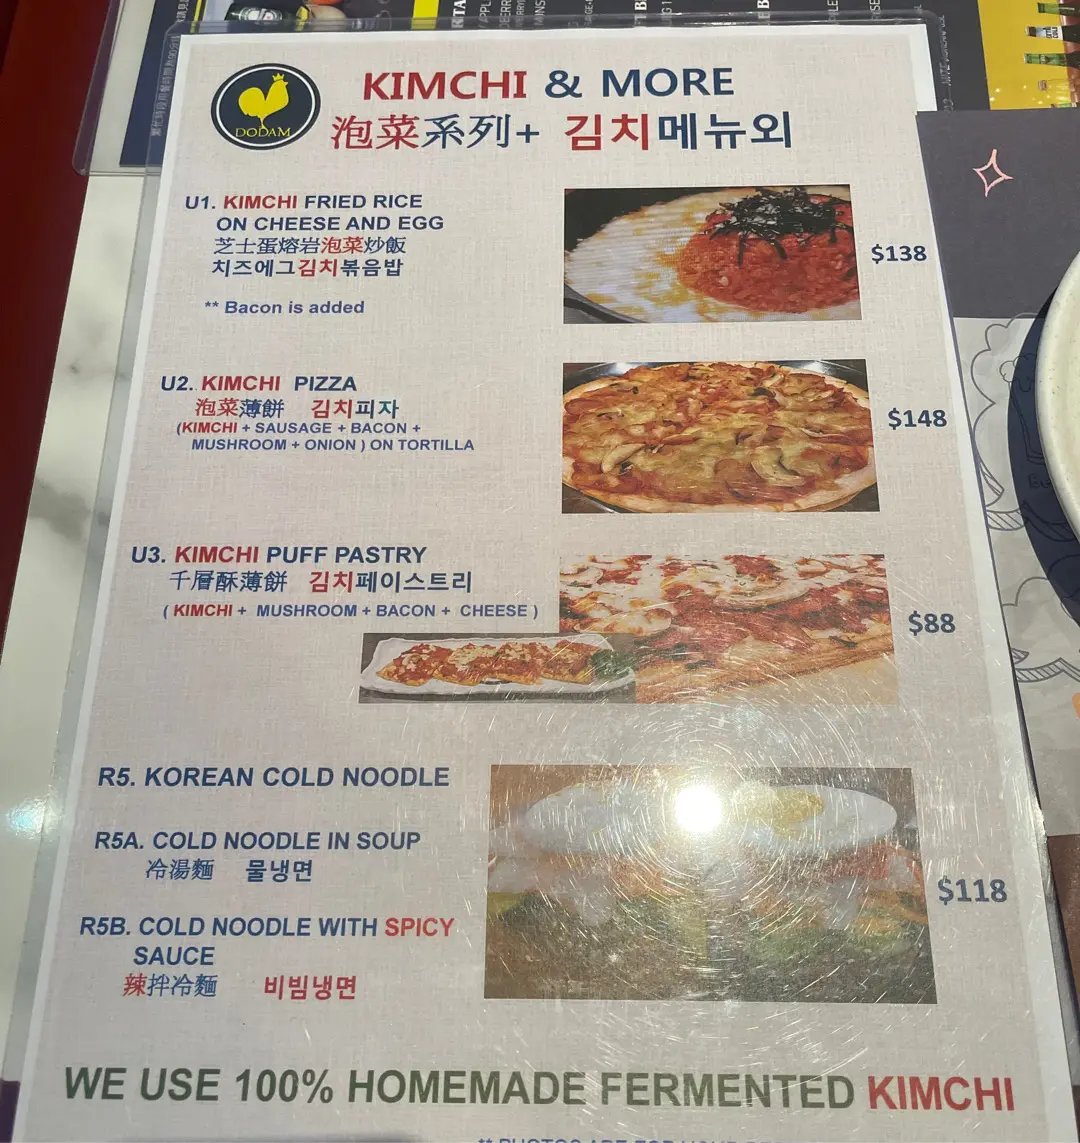 DODAM
KIMCHI & MORE
泡菜系列+ 김치메뉴외
U1. KIMCHI FRIED RICE
ON CHEESE AND EGG
芝士蛋熔岩泡菜炒飯
치즈에그김치볶음밥
$138
** Bacon is added
U2. KIMCHI PIZZA
泡菜薄餅 김치피자
(KIMCHI + SAUSAGE + BACON +
MUSHROOM + ONION ) ON TORTILLA
$148
U3. KIMCHI PUFF PASTRY
千層酥薄餅 김치페이스트리
( KIMCHI + MUSHROOM + BACON + CHEESE )
$88
R5. KOREAN COLD NOODLE
R5A. COLD NOODLE IN SOUP
冷湯麵 물냉면
$118
R5B. COLD NOODLE WITH SPICY
SAUCE
辣拌冷麵 비빔냉면
WE USE 100% HOMEMADE FERMENTED KIMCHI
** PHOTOS ARE FOR YOUR